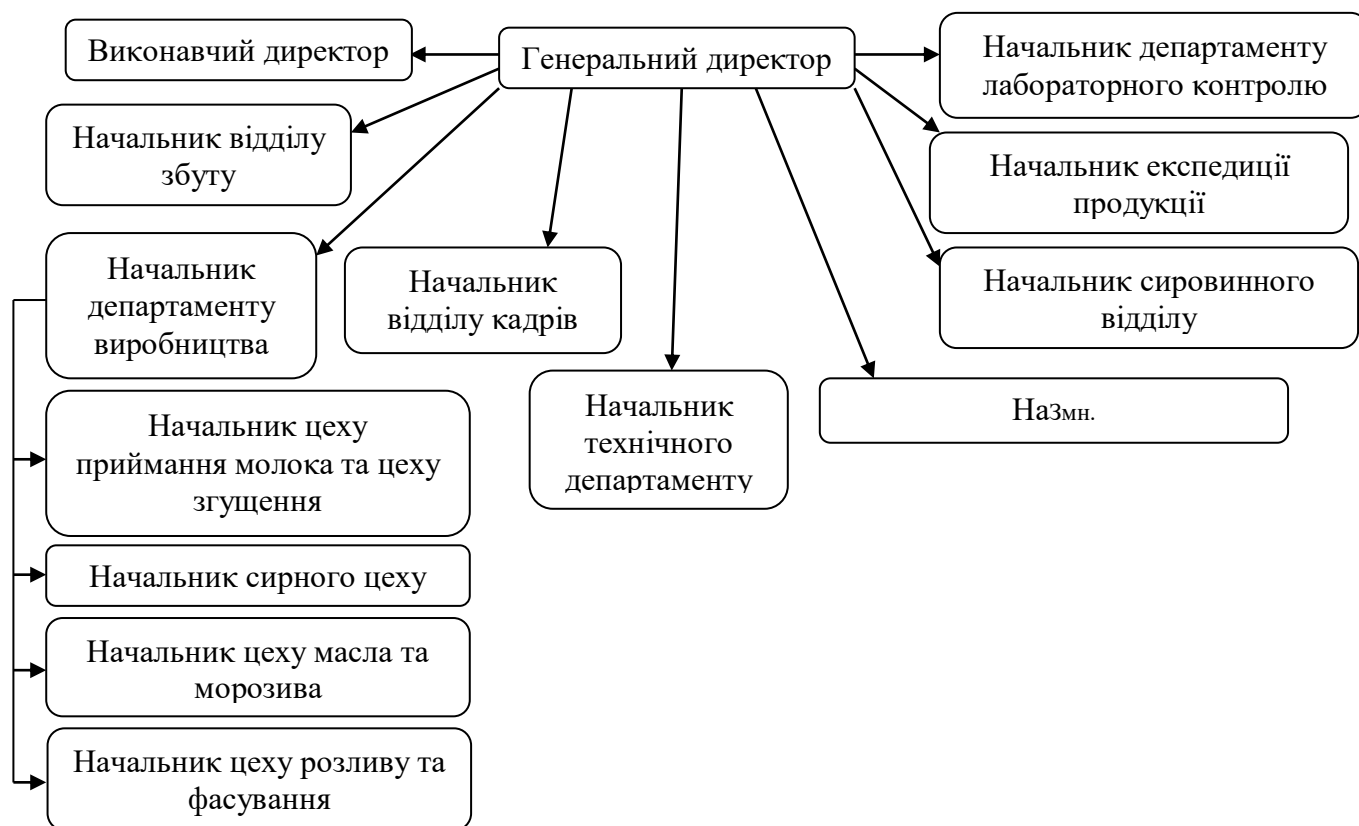 Виконавчий директор
Генеральний директор
Начальник департаменту
лабораторного контролю
Начальник відділу
збуту
Начальник експедиції
продукції
Начальник
департаменту
виробництва
Начальник
відділу кадрів
Начальник сировинного
відділу
Начальник
технічного
департаменту
Назмн.
Начальник цеху
приймання молока та цеху
згущення
Начальник сирного цеху
Начальник цеху масла та
морозива
Начальник цеху розливу та
фасування